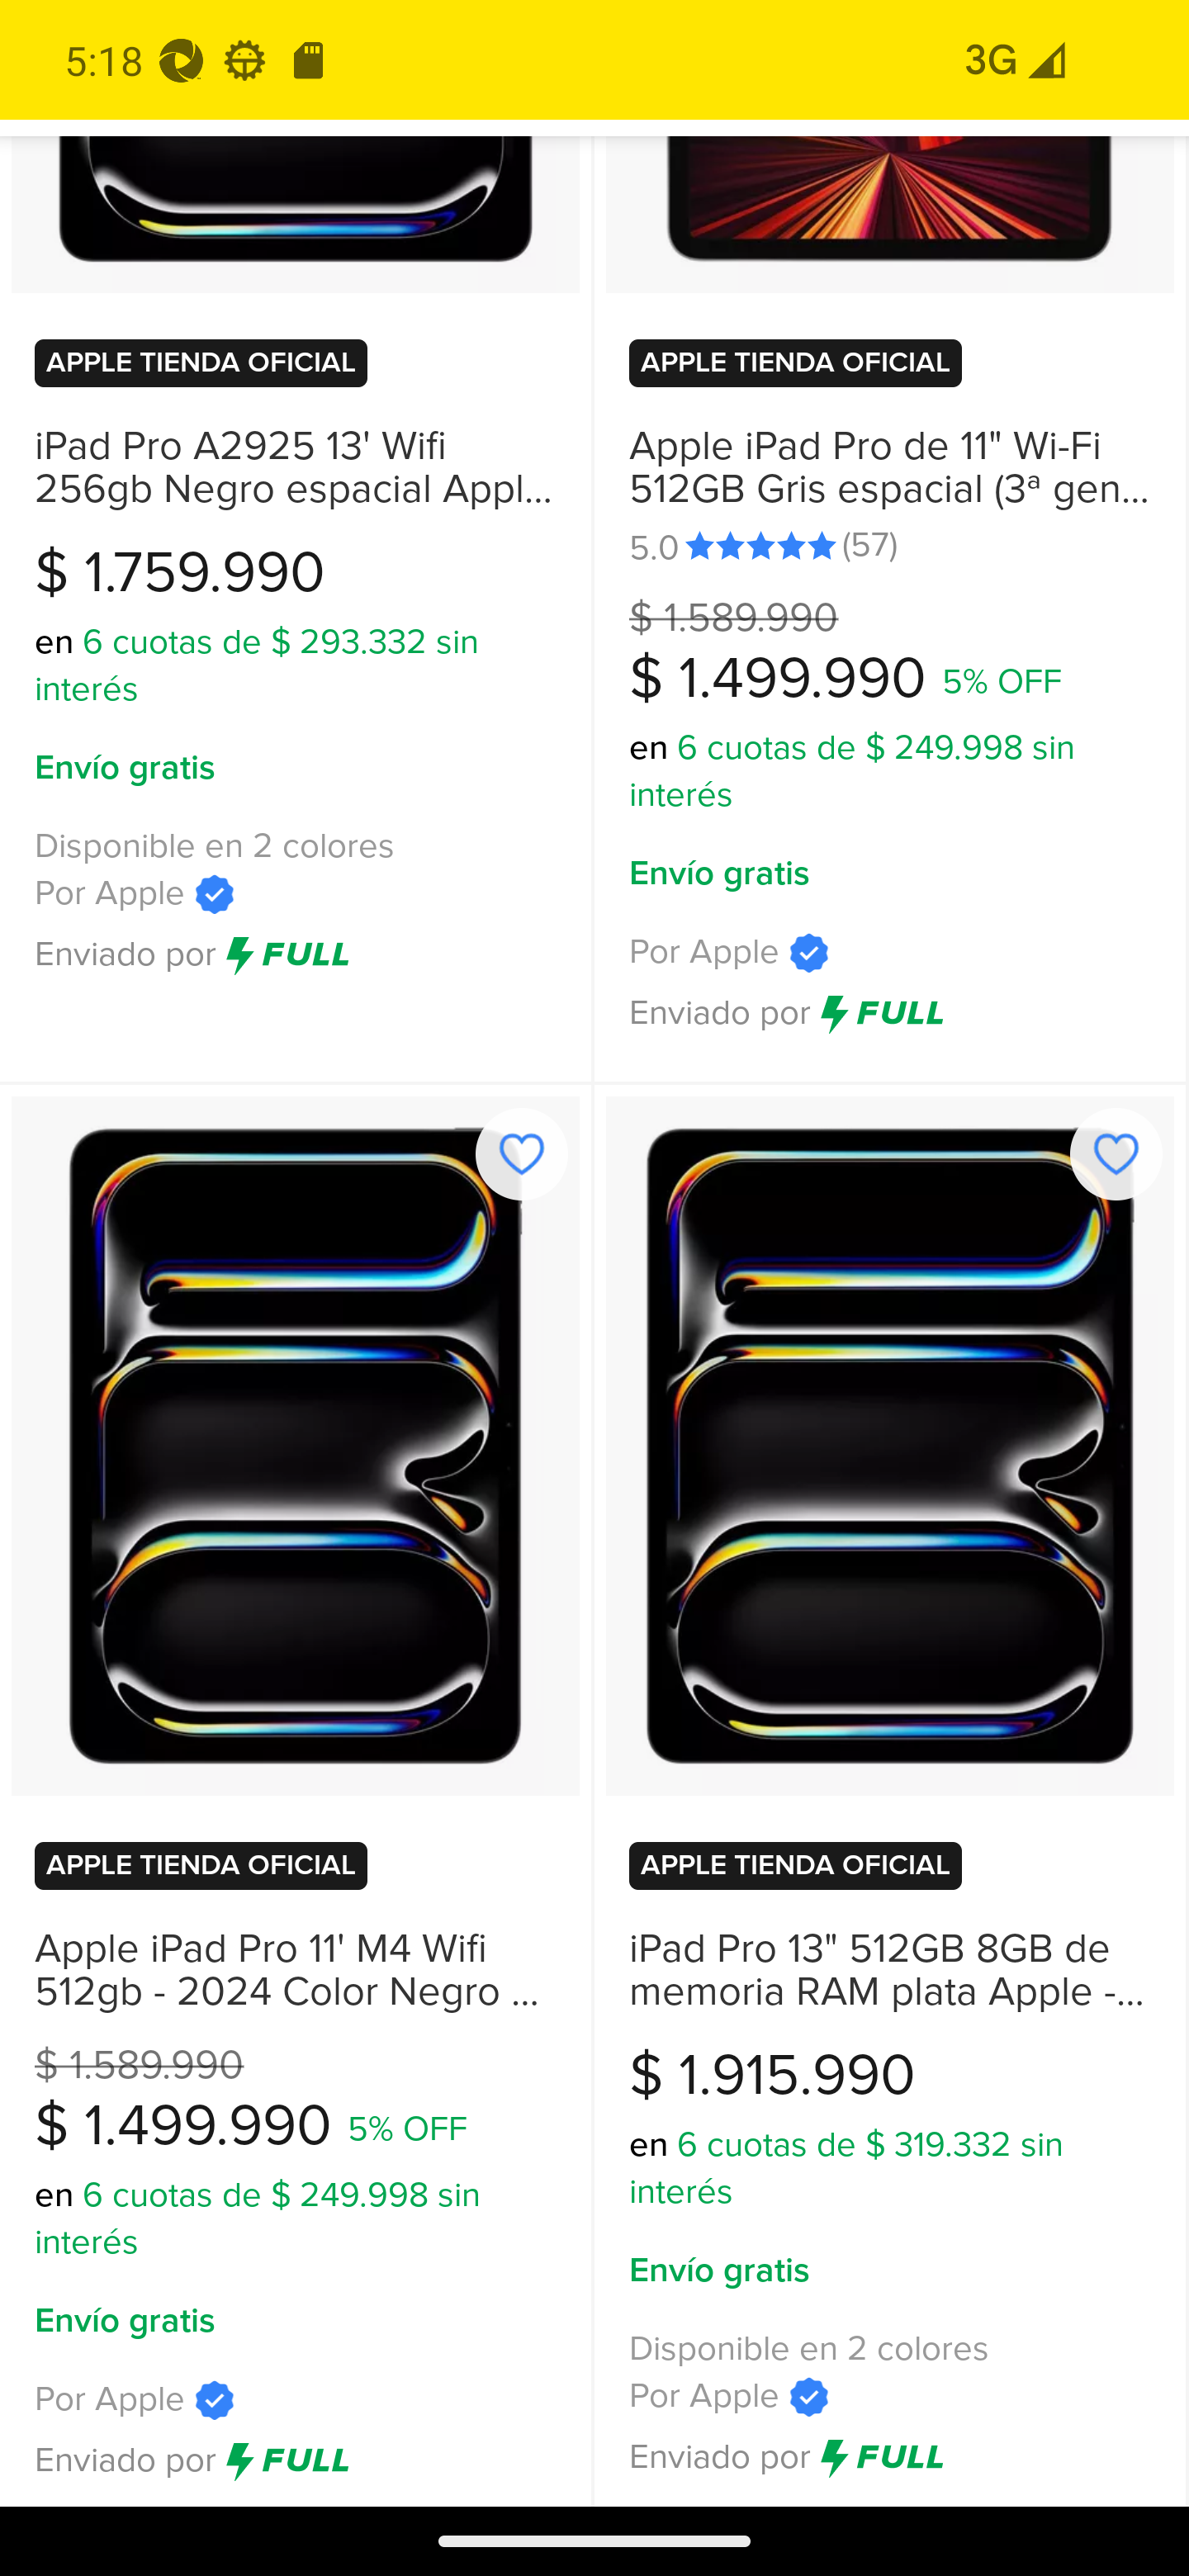 5:18 3G
APPLE TIENDA OFICIAL
iPad Pro A2925 13' Wifi
256gb Negro espacial Appl...
$ 1.759.990
en 6 cuotas de $ 293.332 sin
interés
Envío gratis
Disponible en 2 colores
Por Apple
Enviado por FULL
APPLE TIENDA OFICIAL
Apple iPad Pro de 11" Wi-Fi
512GB Gris espacial (3ª gen...
5.0 (57)
$ 1.589.990
$ 1.499.990 5% OFF
en 6 cuotas de $ 249.998 sin
interés
Envío gratis
Por Apple
Enviado por FULL
APPLE TIENDA OFICIAL
Apple iPad Pro 11' M4 Wifi
512gb - 2024 Color Negro ...
$ 1.589.990
$ 1.499.990 5% OFF
en 6 cuotas de $ 249.998 sin
interés
Envío gratis
Por Apple
Enviado por FULL
APPLE TIENDA OFICIAL
iPad Pro 13" 512GB 8GB de
memoria RAM plata Apple -...
$ 1.915.990
en 6 cuotas de $ 319.332 sin
interés
Envío gratis
Disponible en 2 colores
Por Apple
Enviado por FULL